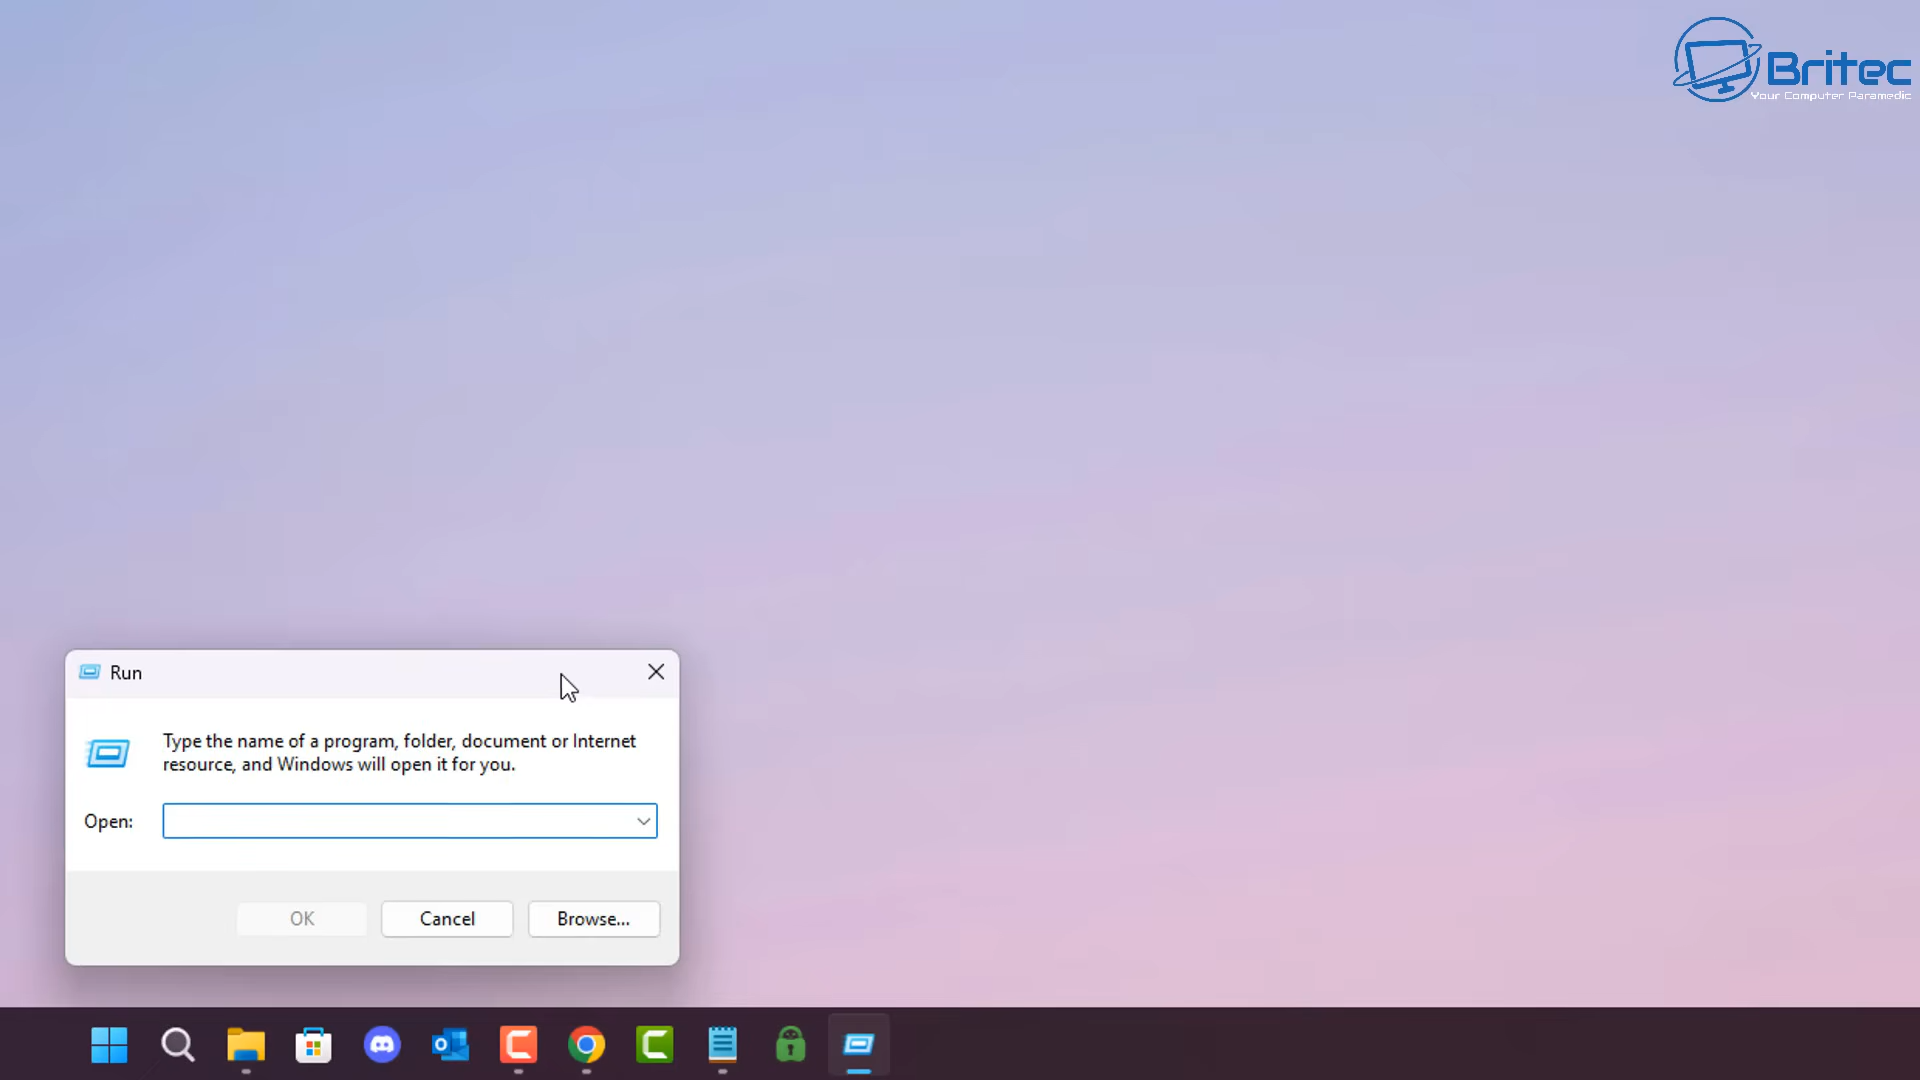 Britec
Your Computer Paramedic
Run
Type the name of a program, folder, document or Internet
resource, and Windows will open it for you.
Open:
OK
Cancel
Browse...